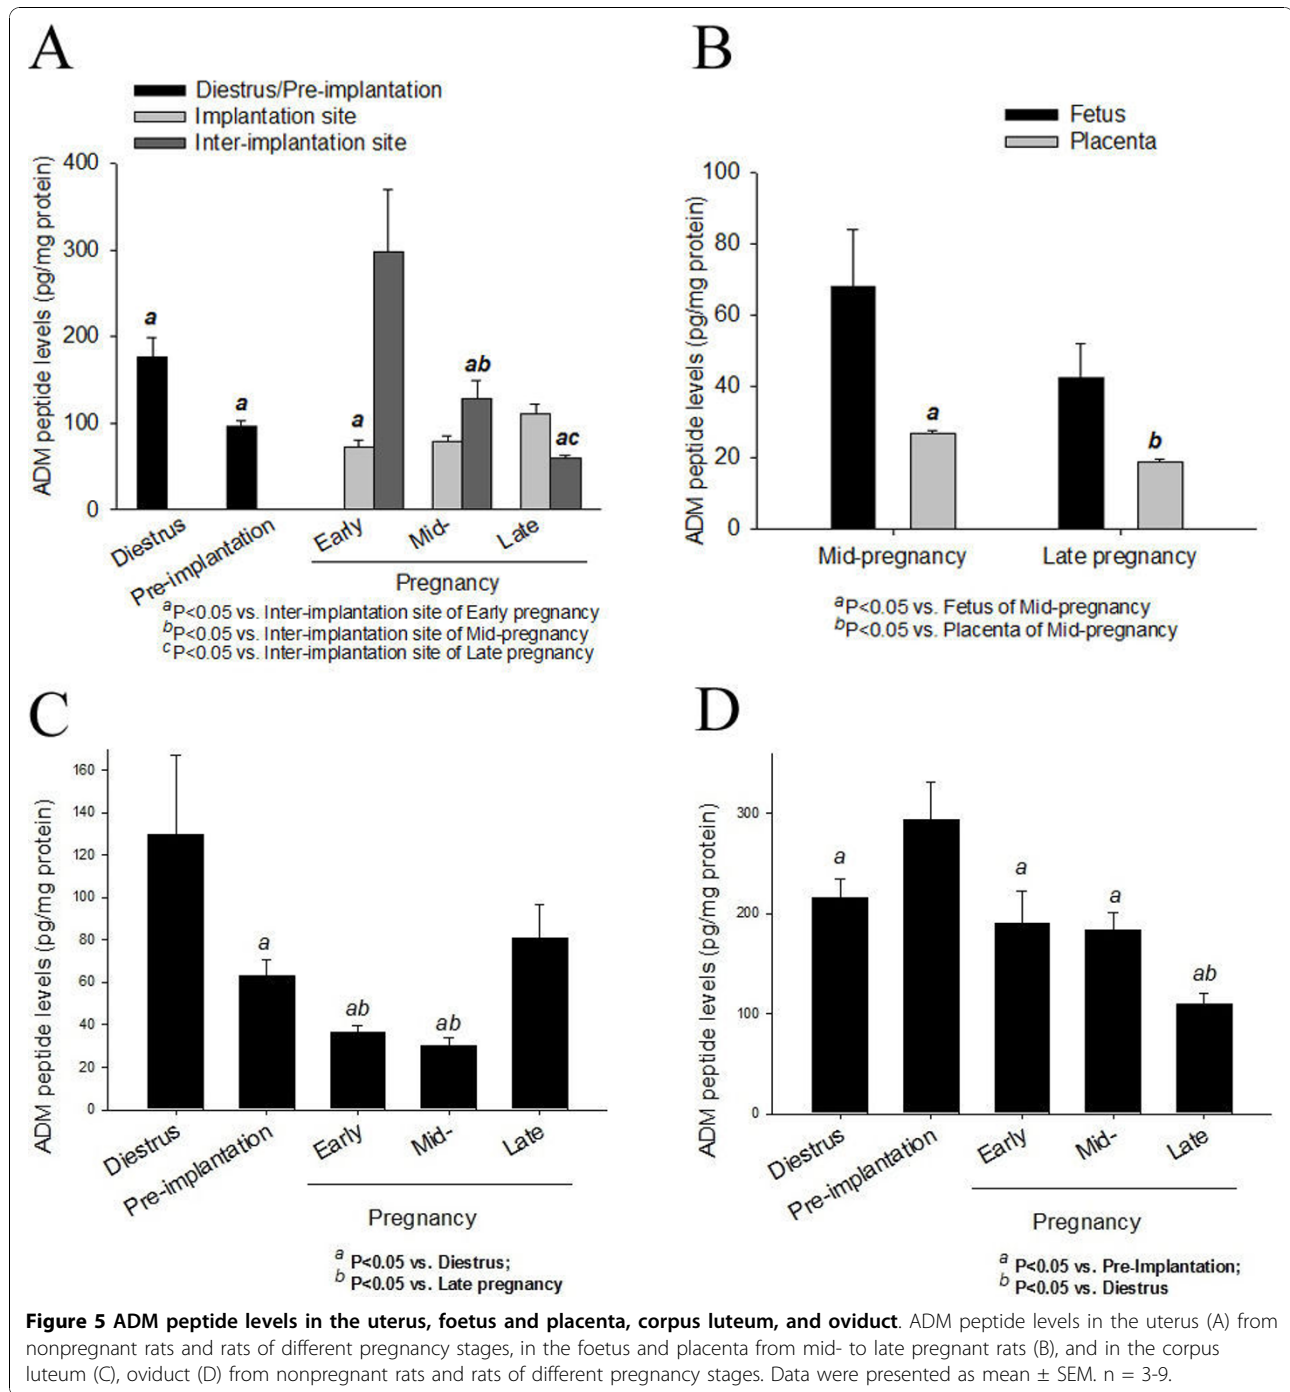 A
Diestrus/Pre-implantation
Implantation site
Inter-implantation site
ADM peptide levels (pg/mg protein)
400
300
200
100
0
a
a
a
ab
ac
Diestrus
Pre-implantation
Early
Mid-
Late
Pregnancy
aP<0.05 vs. Inter-implantation site of Early pregnancy
bP<0.05 vs. Inter-implantation site of Mid-pregnancy
cP<0.05 vs. Inter-implantation site of Late pregnancy
B
Fetus
Placenta
ADM peptide levels (pg/mg protein)
100
80
60
40
20
0
a
b
Mid-pregnancy
Late pregnancy
aP<0.05 vs. Fetus of Mid-pregnancy
bP<0.05 vs. Placenta of Mid-pregnancy
C
ADM peptide levels (pg/mg protein)
160
140
120
100
80
60
40
20
0
a
ab
ab
Diestrus
Pre-implantation
Early
Mid-
Late
Pregnancy
a P<0.05 vs. Diestrus;
b P<0.05 vs. Late pregnancy
D
ADM peptide levels (pg/mg protein)
300
200
100
0
a
a
a
ab
Diestrus
Pre-implantation
Early
Mid-
Late
Pregnancy
a P<0.05 vs. Pre-Implantation;
b P<0.05 vs. Diestrus
Figure 5 ADM peptide levels in the uterus, foetus and placenta, corpus luteum, and oviduct. ADM peptide levels in the uterus (A) from
nonpregnant rats and rats of different pregnancy stages, in the foetus and placenta from mid- to late pregnant rats (B), and in the corpus
luteum (C), oviduct (D) from nonpregnant rats and rats of different pregnancy stages. Data were presented as mean ± SEM. n = 3-9.